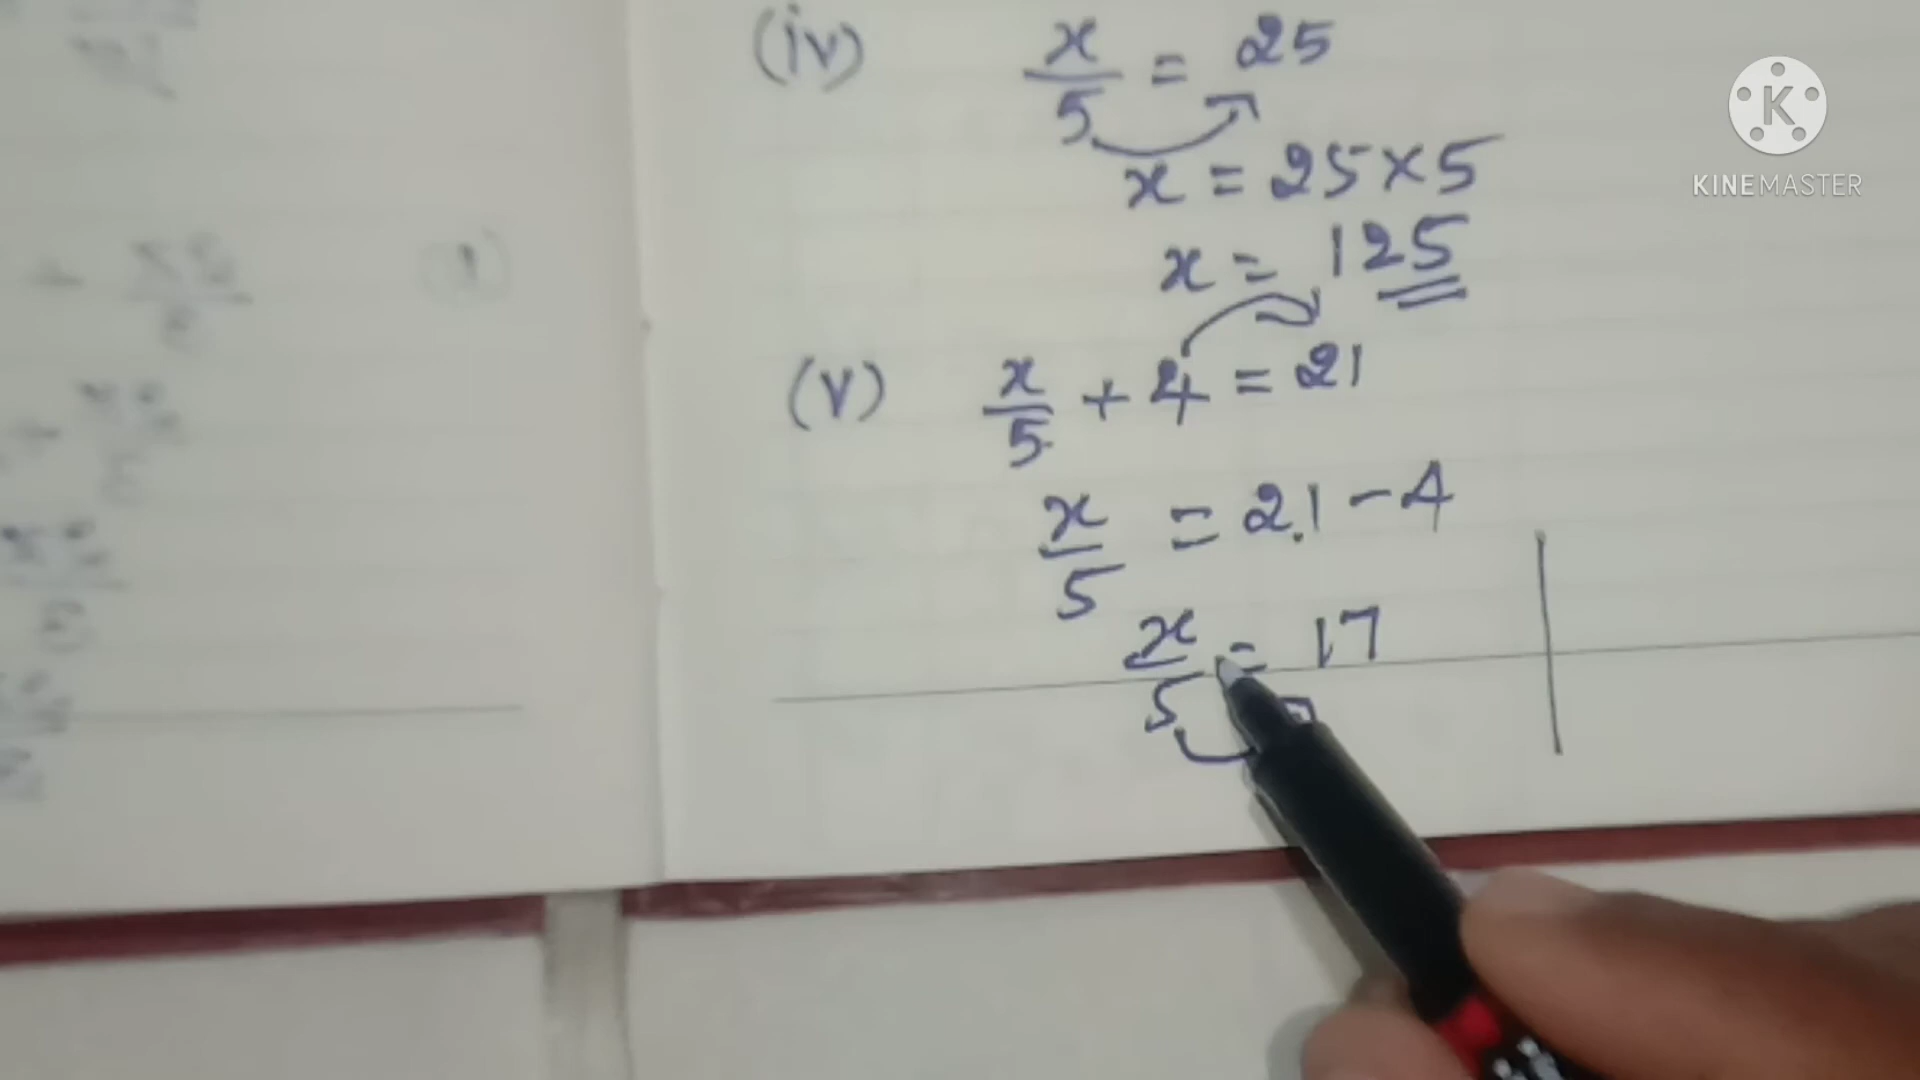 (iv) x/5 = 25
x = 25×5
x = 125
(v) x/5 + 4 = 21
x/5 = 21 - 4
x/5 = 17
K
KINEMASTER